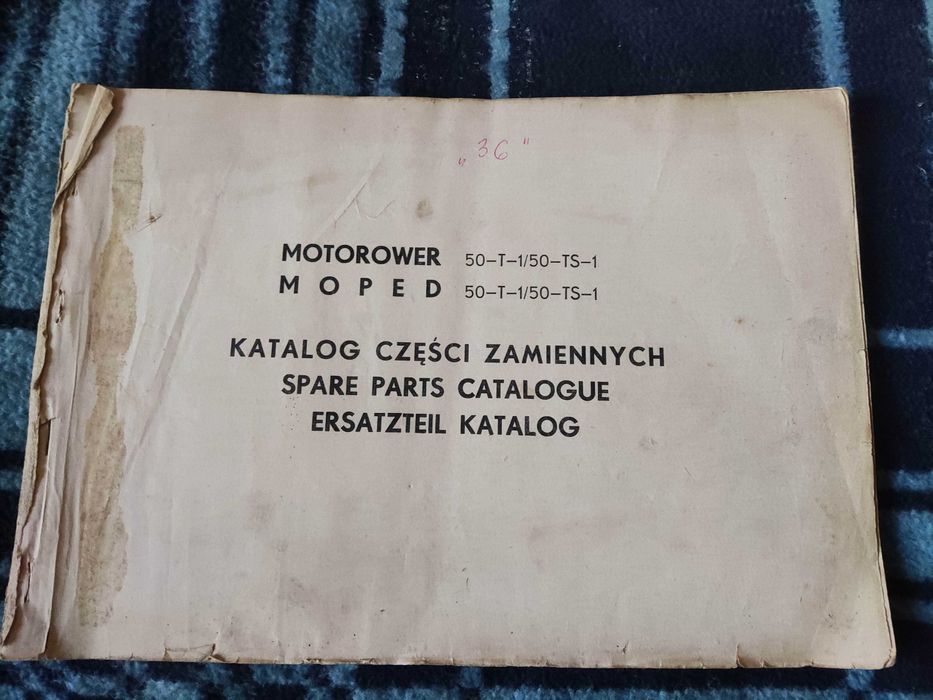 „36"
MOTOROWER 50-T-1/50-TS-1
MOPED 50-T-1/50-TS-1
KATALOG CZĘŚCI ZAMIENNYCH
SPARE PARTS CATALOGUE
ERSATZTEIL KATALOG